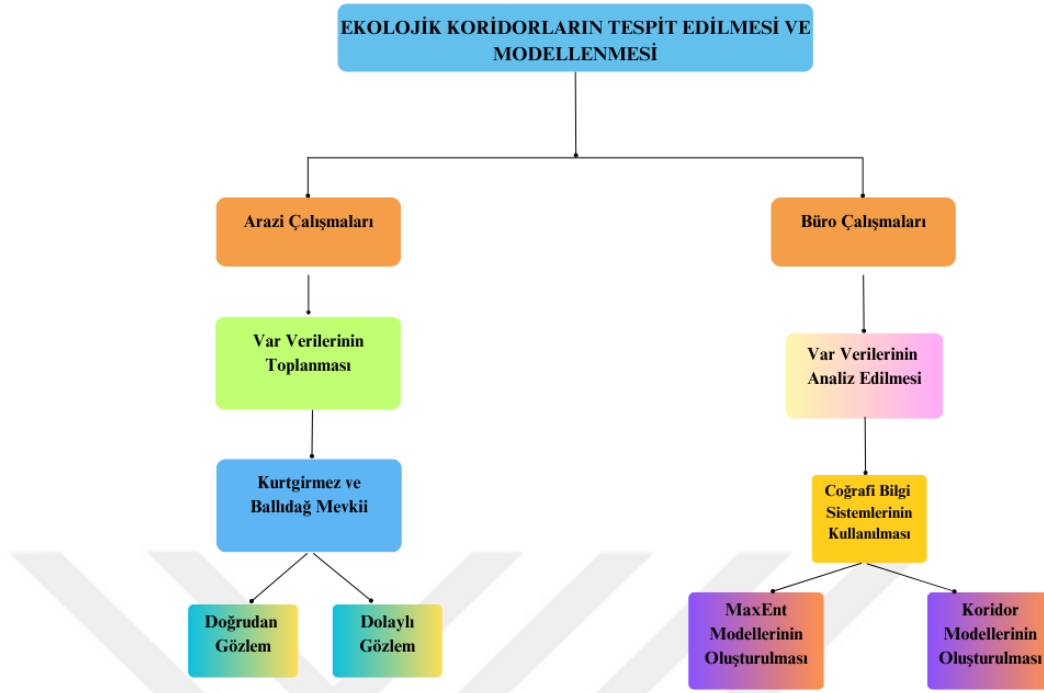 EKOLOJİK KORİDORLARIN TESPİT EDİLMESİ VE
MODELLENMESİ
Arazi Çalışmaları
Büro Çalışmaları
Var Verilerinin
Toplanması
Var Verilerinin
Analiz Edilmesi
Kurtgirmez ve
Ballıdağ Mevkii
Coğrafi Bilgi
Sistemlerinin
Kullanılması
Doğrudan
Gözlem
Dolaylı
Gözlem
MaxEnt
Modellerinin
Oluşturulması
Koridor
Modellerinin
Oluşturulması